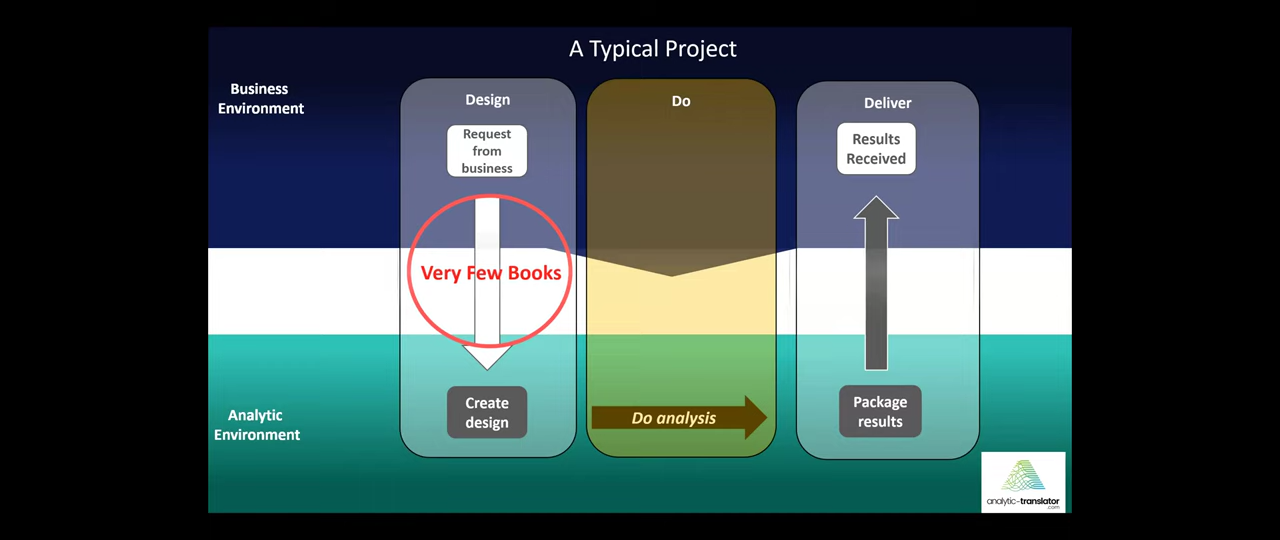 A Typical Project
Business
Environment
Design
Do
Deliver
Request
from
business
Results
Received
Very Few Books
Analytic
Environment
Create
design
Do analysis
Package
results
analytic-translator
.com